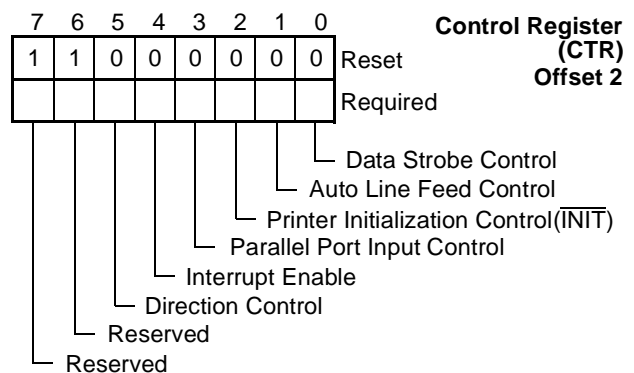 7 6 5 4 3 2 1 0
Control Register
(CTR)
Offset 2
1 1 0 0 0 0 0 0 Reset
Required
Data Strobe Control
Auto Line Feed Control
Printer Initialization Control(INIT)
Parallel Port Input Control
Interrupt Enable
Direction Control
Reserved
Reserved